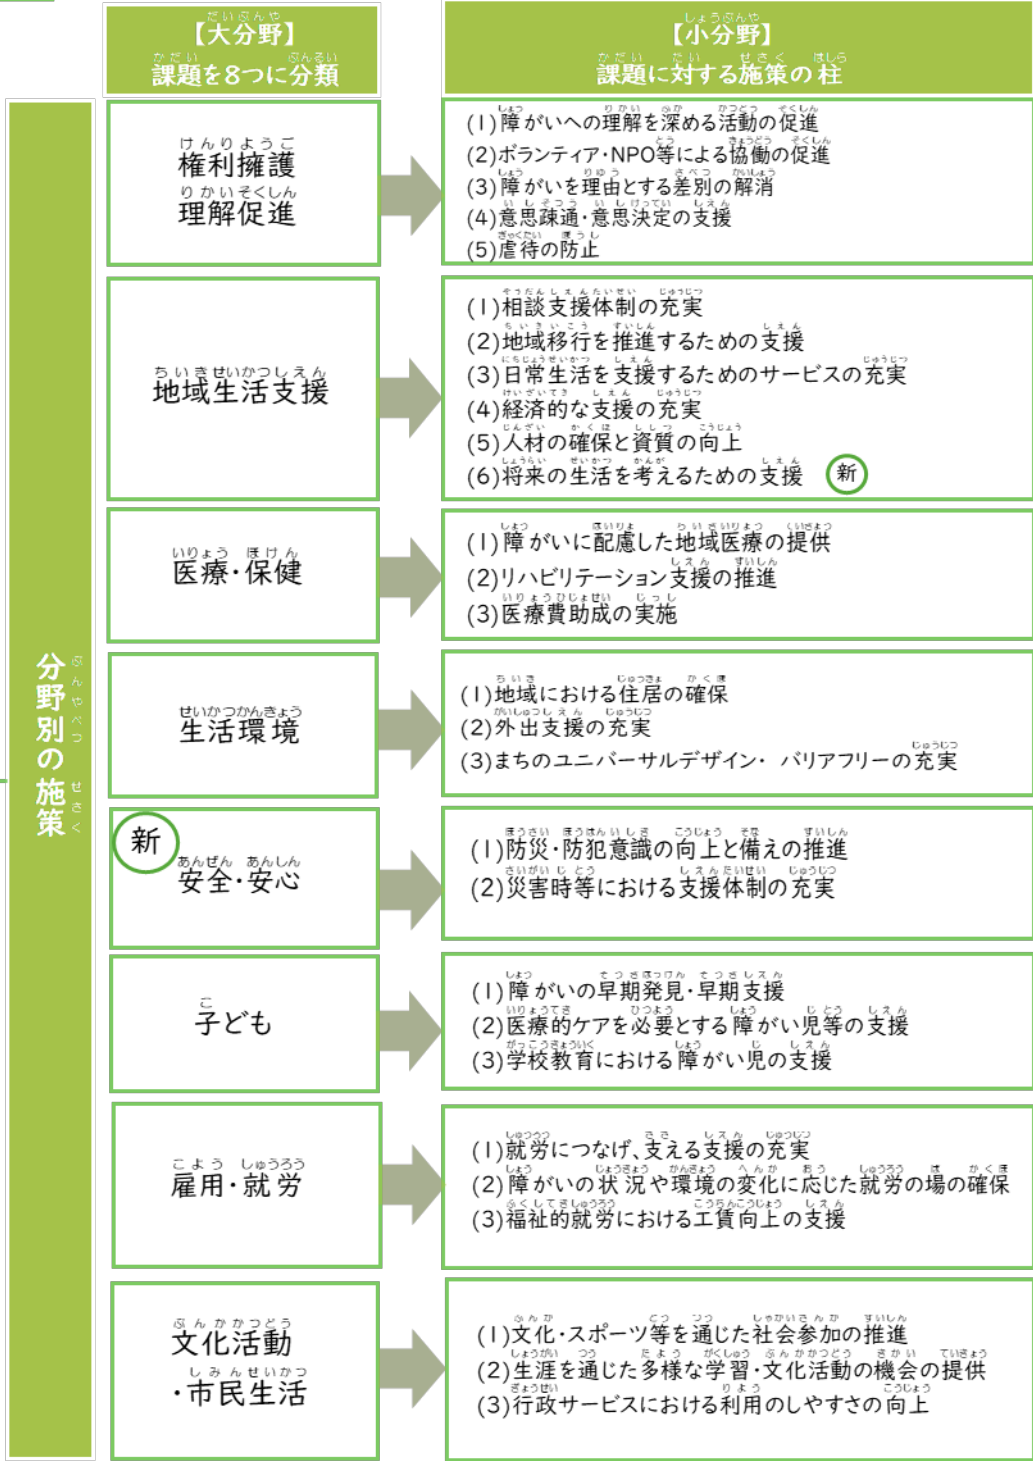 【大分野】
課題を8つに分類
【小分野】
課題に対する施策の柱
分野別の施策
権利擁護
理解促進
(1)障がいへの理解を深める活動の促進
(2)ボランティア・NPO等による協働の促進
(3)障がいを理由とする差別の解消
(4)意思疎通・意思決定の支援
(5)虐待の防止
地域生活支援
(1)相談支援体制の充実
(2)地域移行を推進するための支援
(3)日常生活を支援するためのサービスの充実
(4)経済的な支援の充実
(5)人材の確保と資質の向上
(6)将来の生活を考えるための支援 新
医療・保健
(1)障がいに配慮した地域医療の提供
(2)リハビリテーション支援の推進
(3)医療費助成の実施
生活環境
(1)地域における住居の確保
(2)外出支援の充実
(3)まちのユニバーサルデザイン・ バリアフリーの充実
新
安全・安心
(1)防災・防犯意識の向上と備えの推進
(2)災害時等における支援体制の充実
子ども
(1)障がいの早期発見・早期支援
(2)医療的ケアを必要とする障がい児等の支援
(3)学校教育における障がい児の支援
雇用・就労
(1)就労につなげ、支える支援の充実
(2)障がいの状況や環境の変化に応じた就労の場の確保
(3)福祉的就労における工賃向上の支援
文化活動
・市民生活
(1)文化・スポーツ等を通じた社会参加の推進
(2)生涯を通じた多様な学習・文化活動の機会の提供
(3)行政サービスにおける利用のしやすさの向上